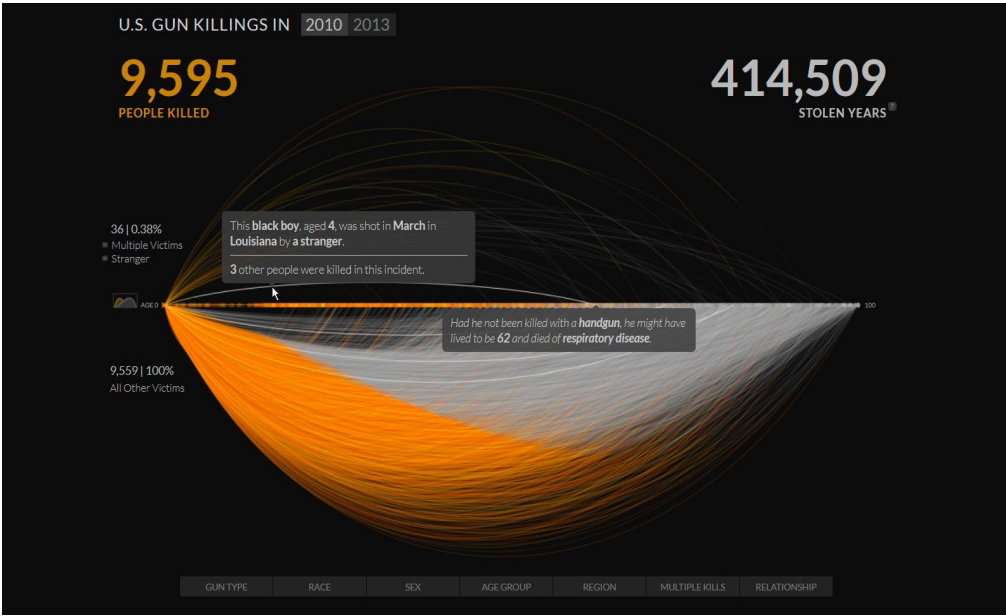 U.S. GUN KILLINGS IN 2010 2013
9,595
PEOPLE KILLED
414,509
STOLEN YEARS ?
36 | 0.38%
Multiple Victims
Stranger
This black boy, aged 4, was shot in March in
Louisiana by a stranger.
3 other people were killed in this incident.
AGE 0
100
Had he not been killed with a handgun, he might have
lived to be 62 and died of respiratory disease.
9,559 | 100%
All Other Victims
GUN TYPE
RACE
SEX
AGE GROUP
REGION
MULTIPLE KILLS
RELATIONSHIP